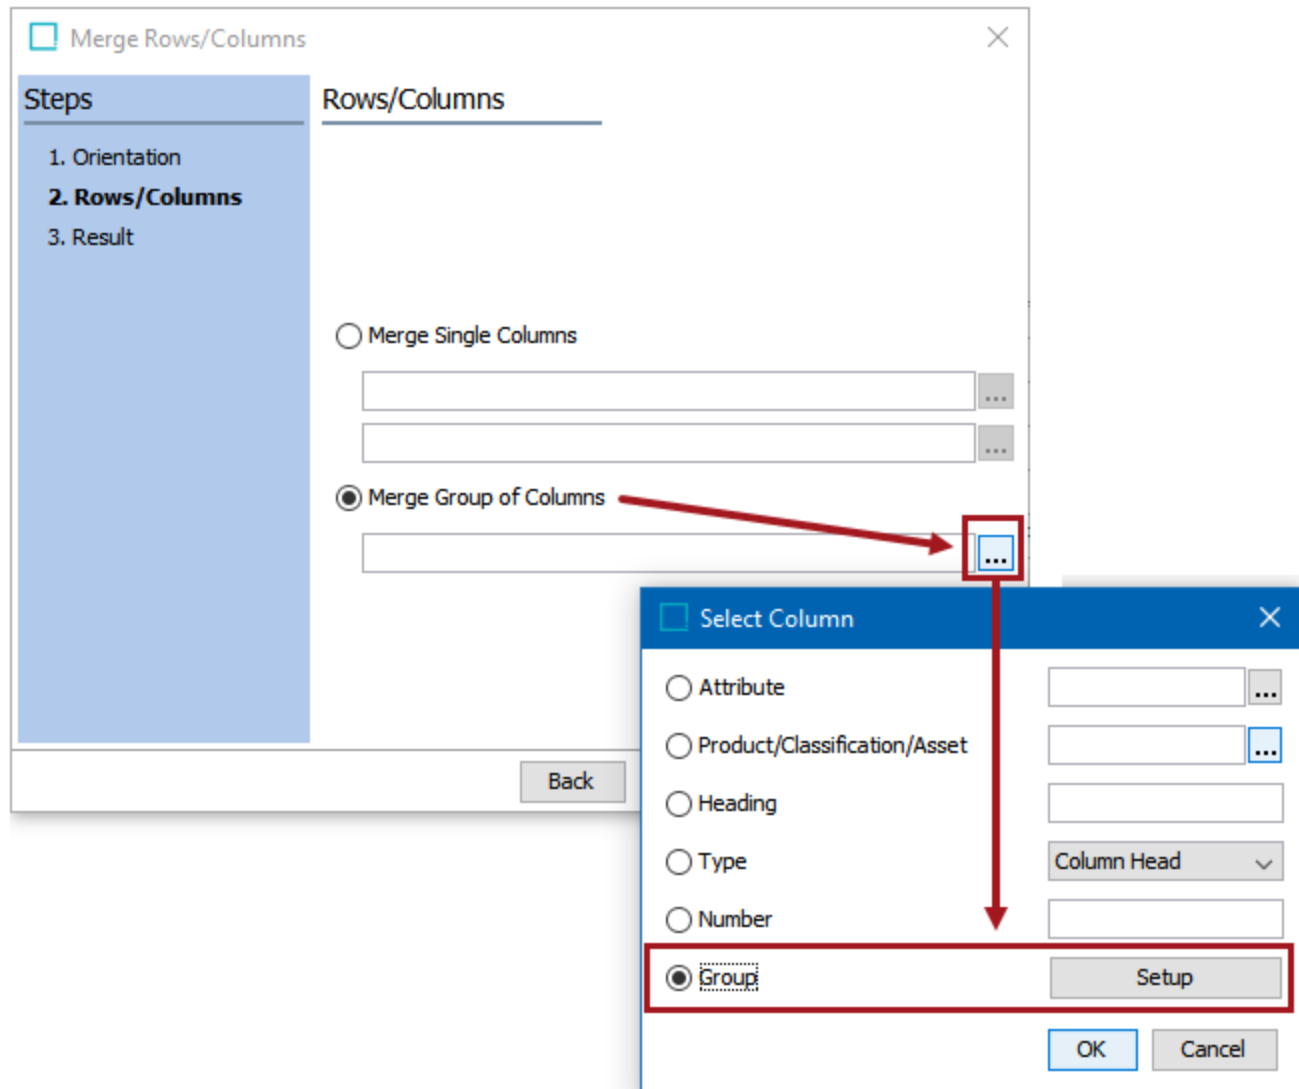 Merge Rows/Columns
Steps
1. Orientation
2. Rows/Columns
3. Result
Rows/Columns
Merge Single Columns
...
...
Merge Group of Columns
...
Back
Select Column
Attribute
...
Product/Classification/Asset
...
Heading
Type
Column Head
Number
Group
Setup
OK
Cancel